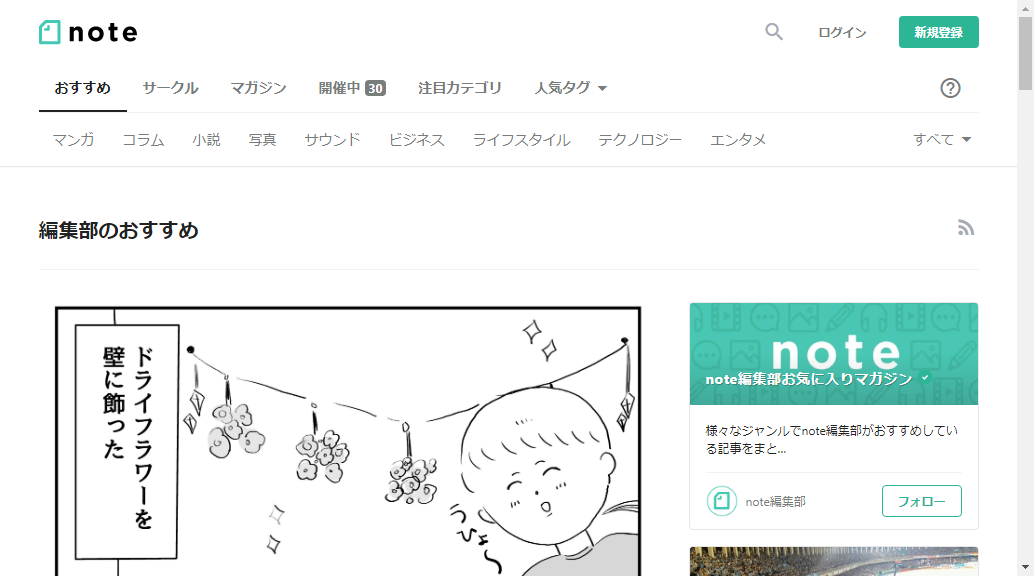 note
ログイン
新規登録
おすすめ
サークル
マガジン
開催中 30
注目カテゴリ
人気タグ
マンガ
コラム
小説
写真
サウンド
ビジネス
ライフスタイル
テクノロジー
エンタメ
すべて
編集部のおすすめ
ドライフラワーを
壁に飾った
うひょ〜
note
note編集部お気に入りマガジン
様々なジャンルでnote編集部がおすすめしてい
る記事をまと...
note編集部
フォロー